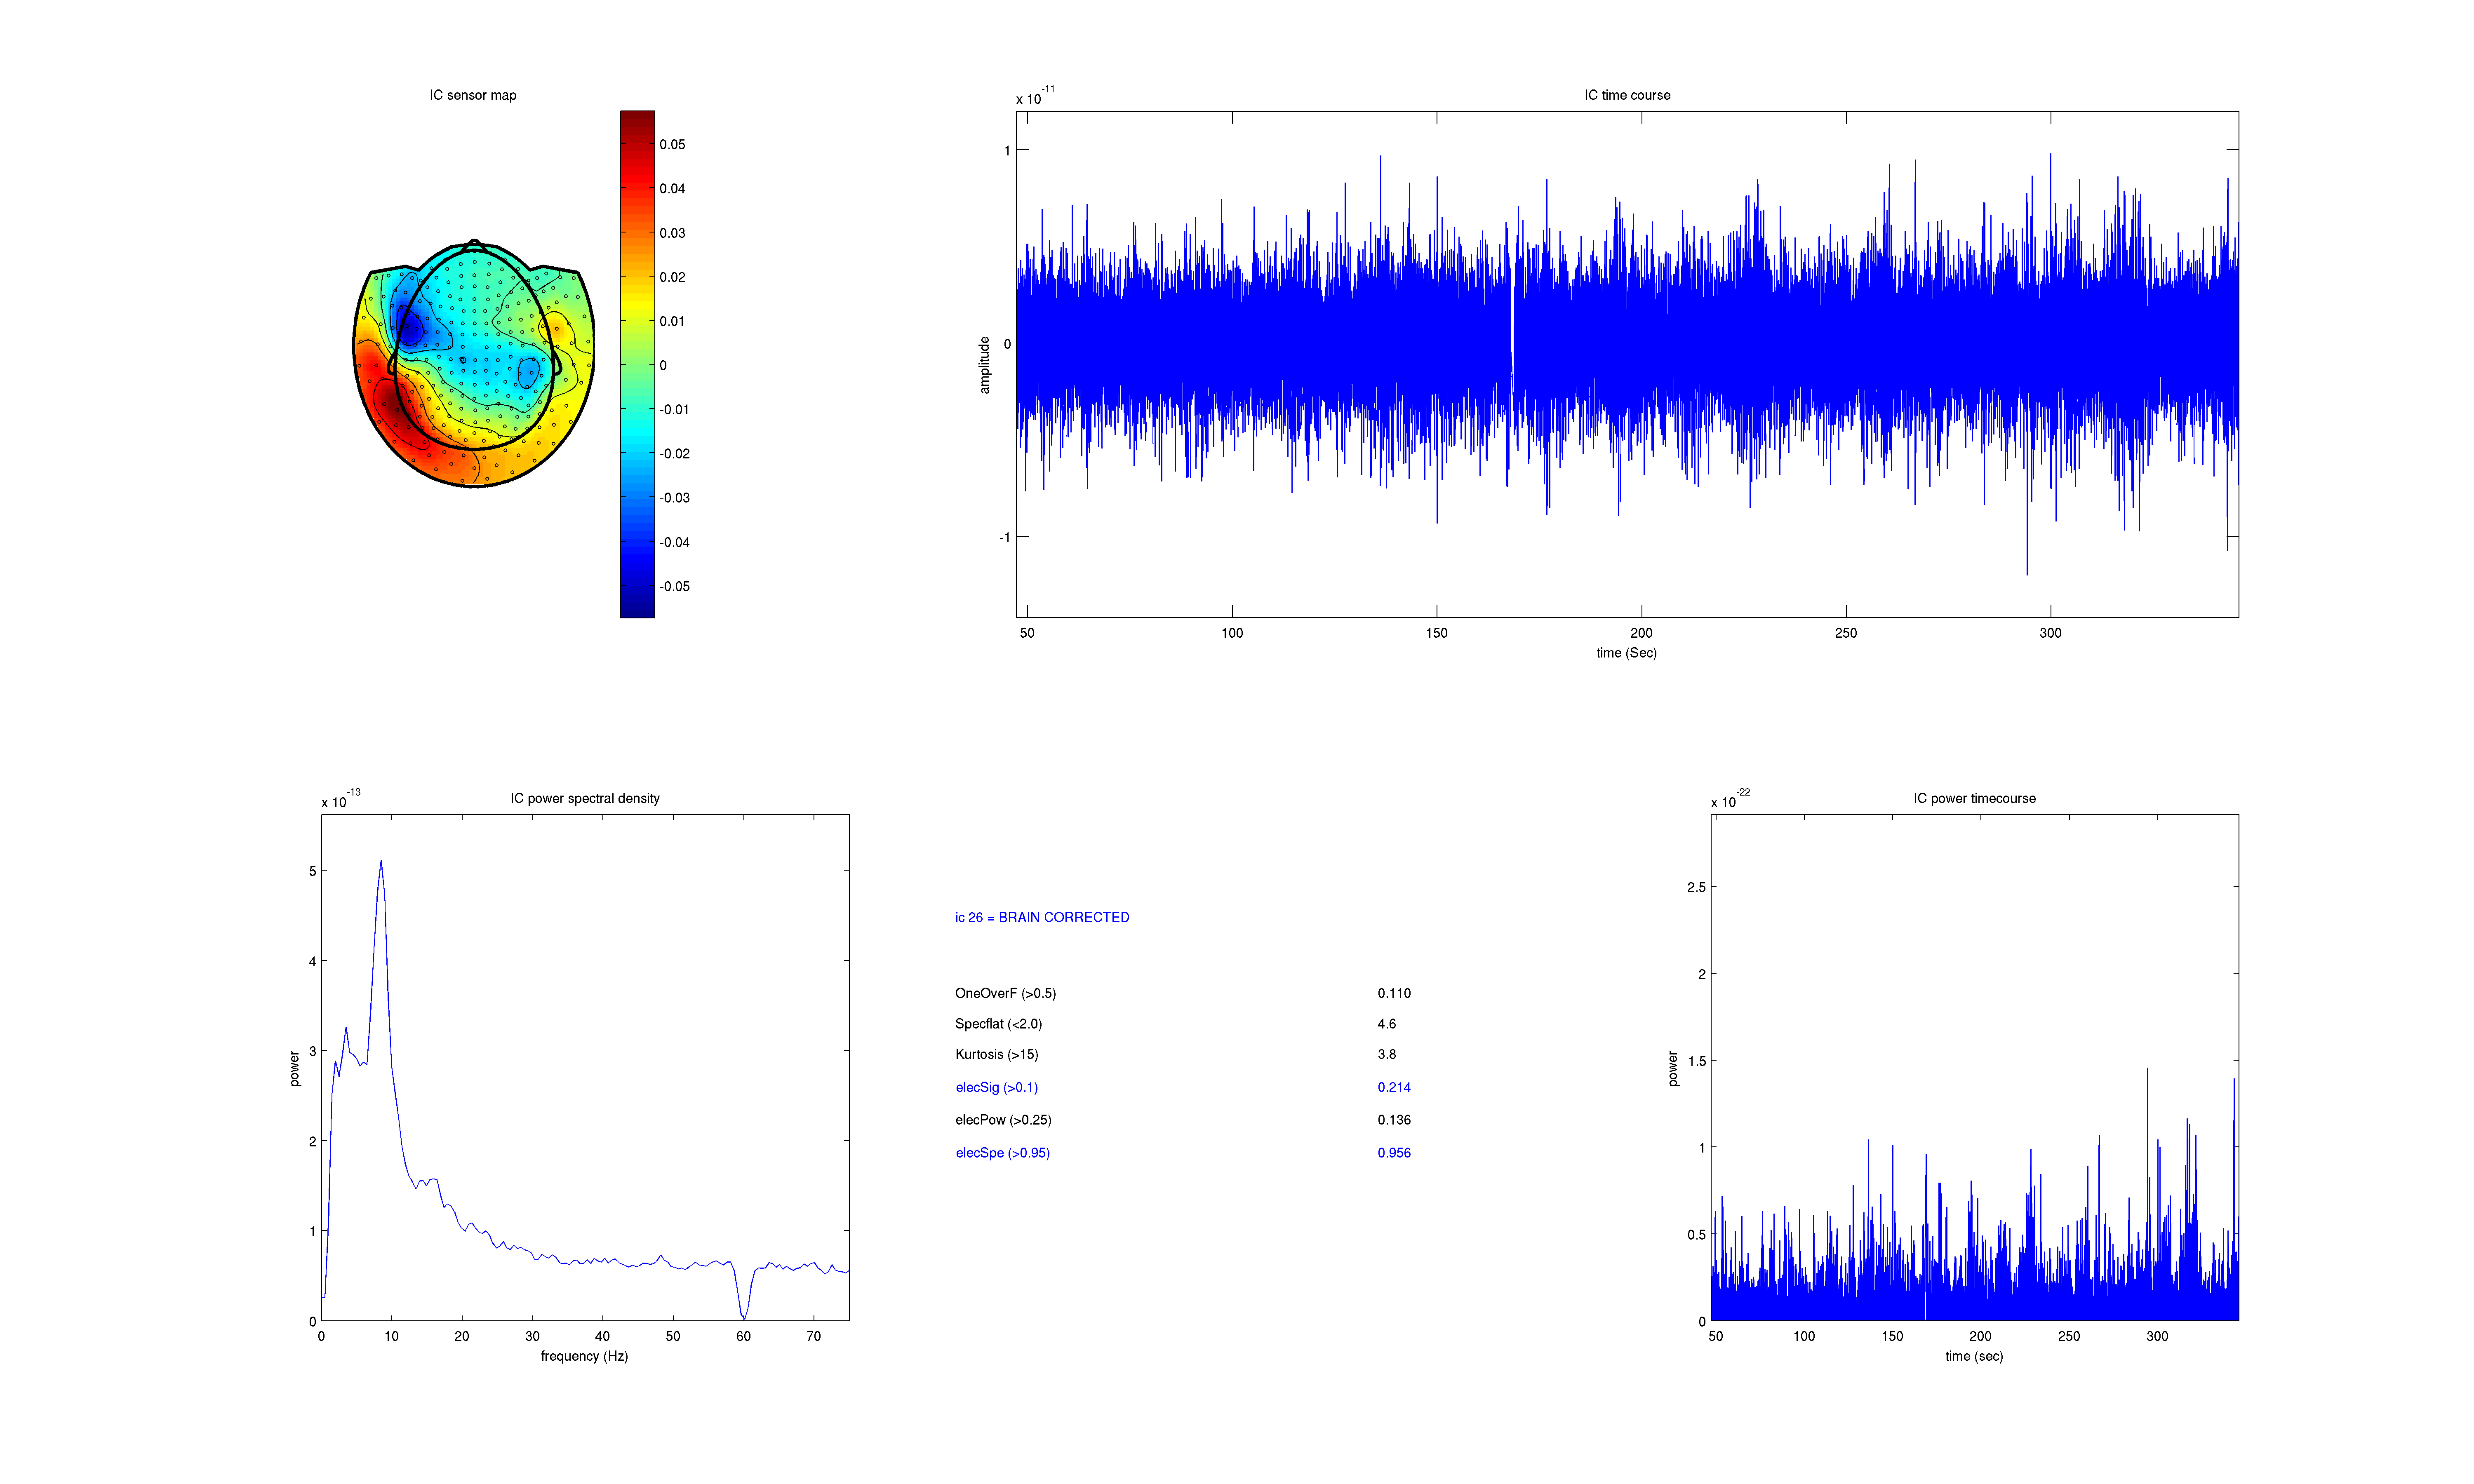 IC sensor map
0.05
0.04
0.03
0.02
0.01
0
-0.01
-0.02
-0.03
-0.04
-0.05
x 10^-11
IC time course
1
0
-1
amplitude
50 100 150 200 250 300
time (Sec)
x 10^-13
IC power spectral density
5
4
3
2
1
0
power
0 10 20 30 40 50 60 70
frequency (Hz)
ic 26 = BRAIN CORRECTED
OneOverF (>0.5) 0.110
Specflat (<2.0) 4.6
Kurtosis (>15) 3.8
elecSig (>0.1) 0.214
elecPow (>0.25) 0.136
elecSpe (>0.95) 0.956
x 10^-22
IC power timecourse
2.5
2
1.5
1
0.5
0
power
50 100 150 200 250 300
time (sec)